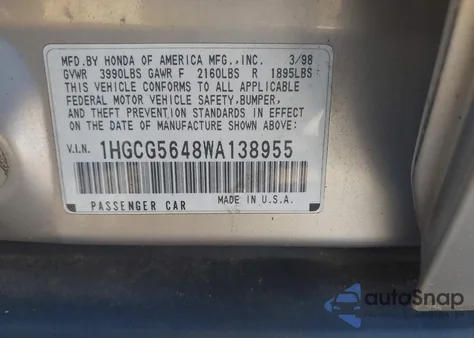 MFD.BY HONDA OF AMERICA MFG.,INC. 3/98
GVWR 3990LBS GAWR F 2160LBS R 1895LBS
THIS VEHICLE CONFORMS TO ALL APPLICABLE
FEDERAL MOTOR VEHICLE SAFETY,BUMPER,
AND THEFT PREVENTION STANDARDS IN EFFECT ON
THE DATE OF MANUFACTURE SHOWN ABOVE.
V.I.N. 1HGCG5648WA138955
PASSENGER CAR MADE IN U.S.A.
autoSnap